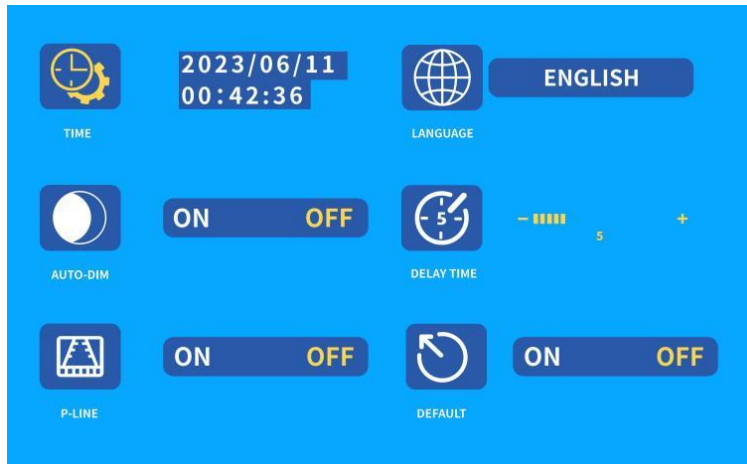 2023/06/11
00:42:36
ENGLISH
TIME
LANGUAGE
ON OFF
5
- +
5
AUTO-DIM
DELAY TIME
ON OFF
ON OFF
P-LINE
DEFAULT